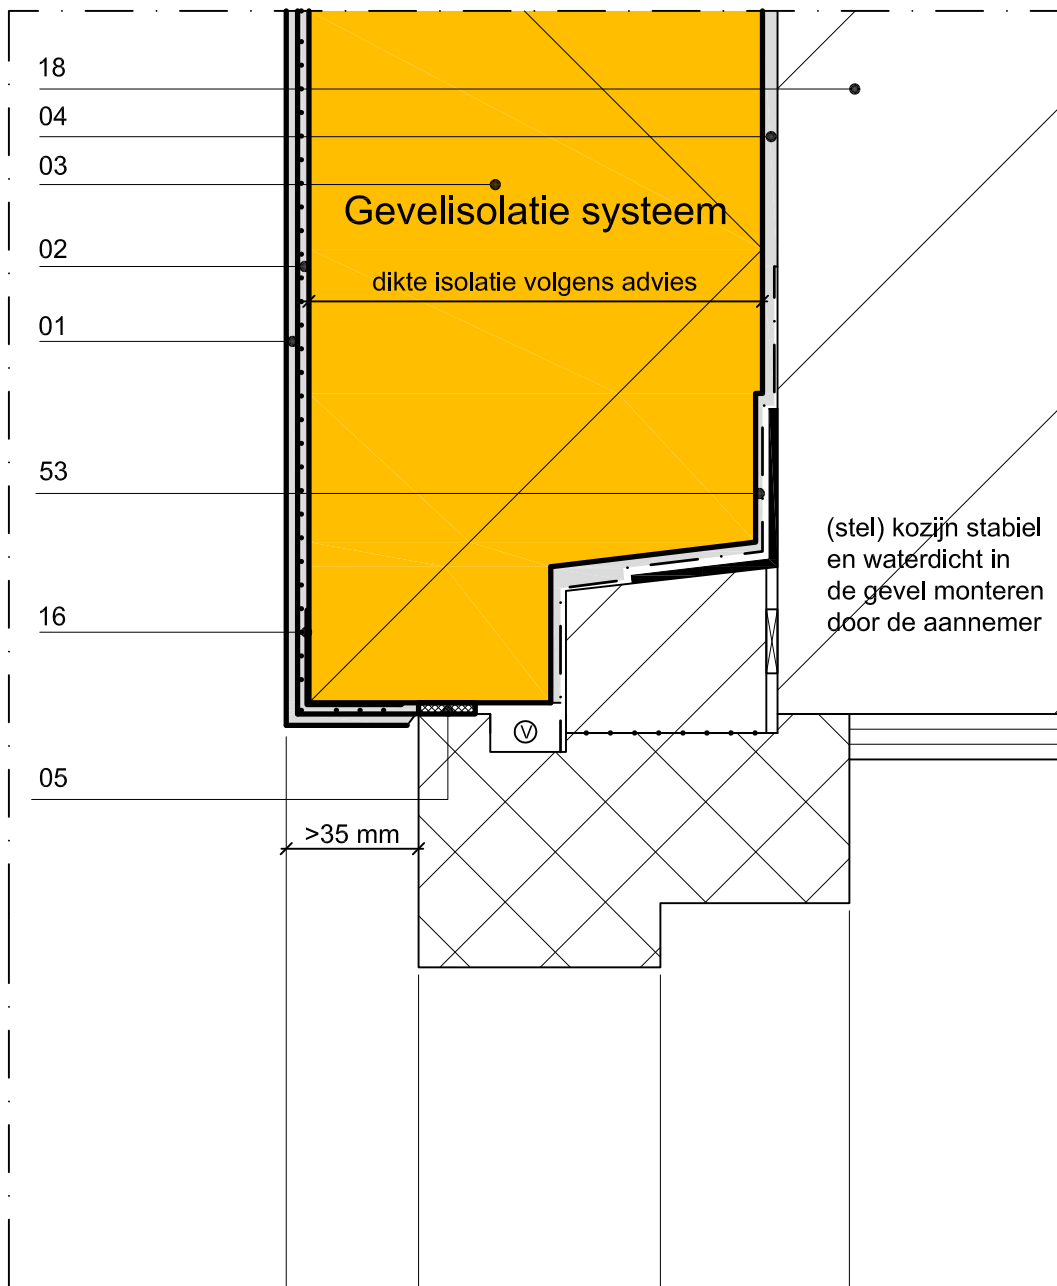 18
04
03
Gevelisolatie systeem
02
dikte isolatie volgens advies
01
53
(stel) kozijn stabiel
en waterdicht in
de gevel monteren
door de aannemer
16
V
05
>35 mm